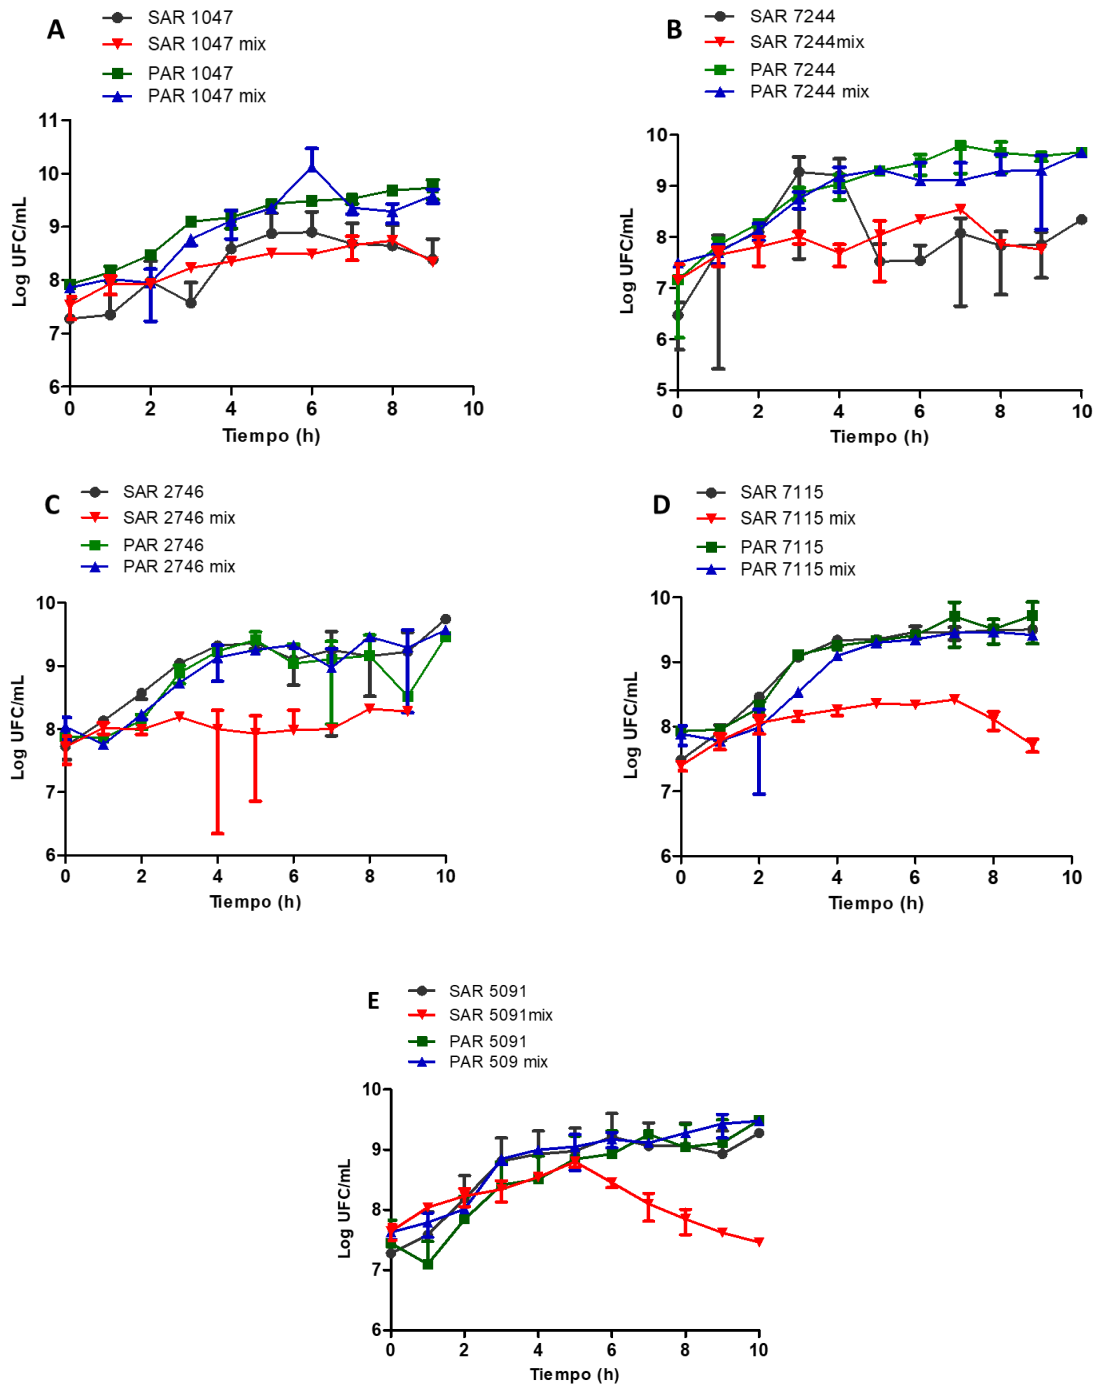 A
SAR 1047
SAR 1047 mix
PAR 1047
PAR 1047 mix
11
10
9
8
7
6
Log UFC/mL
0 2 4 6 8 10
Tiempo (h)
B
SAR 7244
SAR 7244mix
PAR 7244
PAR 7244 mix
10
9
8
7
6
5
Log UFC/mL
0 2 4 6 8 10
Tiempo (h)
C
SAR 2746
SAR 2746 mix
PAR 2746
PAR 2746 mix
10
9
8
7
6
Log UFC/mL
0 2 4 6 8 10
Tiempo (h)
D
SAR 7115
SAR 7115 mix
PAR 7115
PAR 7115 mix
10
9
8
7
6
Log UFC/mL
0 2 4 6 8 10
Tiempo (h)
E
SAR 5091
SAR 5091mix
PAR 5091
PAR 509 mix
10
9
8
7
6
Log UFC/mL
0 2 4 6 8 10
Tiempo (h)